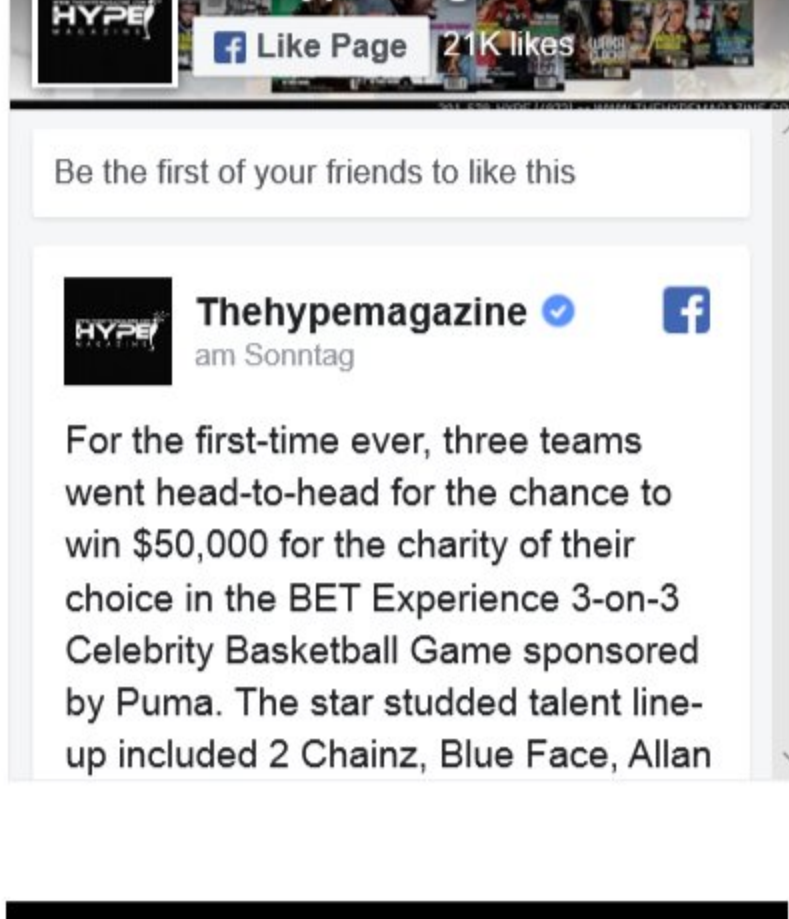 HYPE
MAGAZINE
Like Page
21K likes
Be the first of your friends to like this
HYPE
MAGAZINE
Thehypemagazine
am Sonntag
For the first-time ever, three teams
went head-to-head for the chance to
win $50,000 for the charity of their
choice in the BET Experience 3-on-3
Celebrity Basketball Game sponsored
by Puma. The star studded talent line-
up included 2 Chainz, Blue Face, Allan